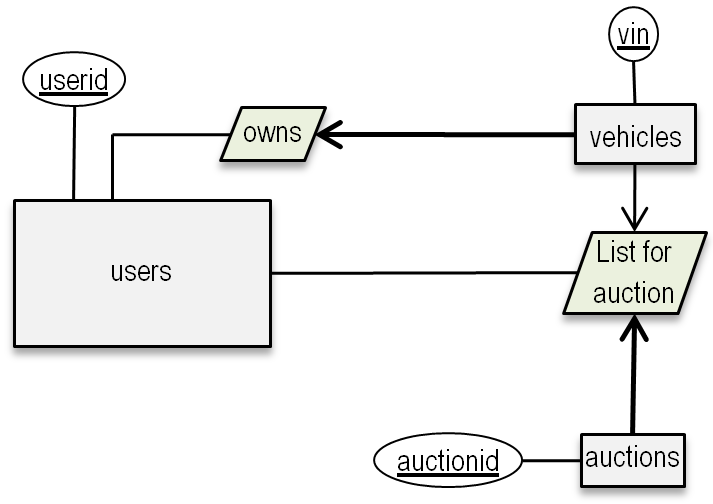 vin
userid
owns
vehicles
users
List for
auction
auctionid
auctions